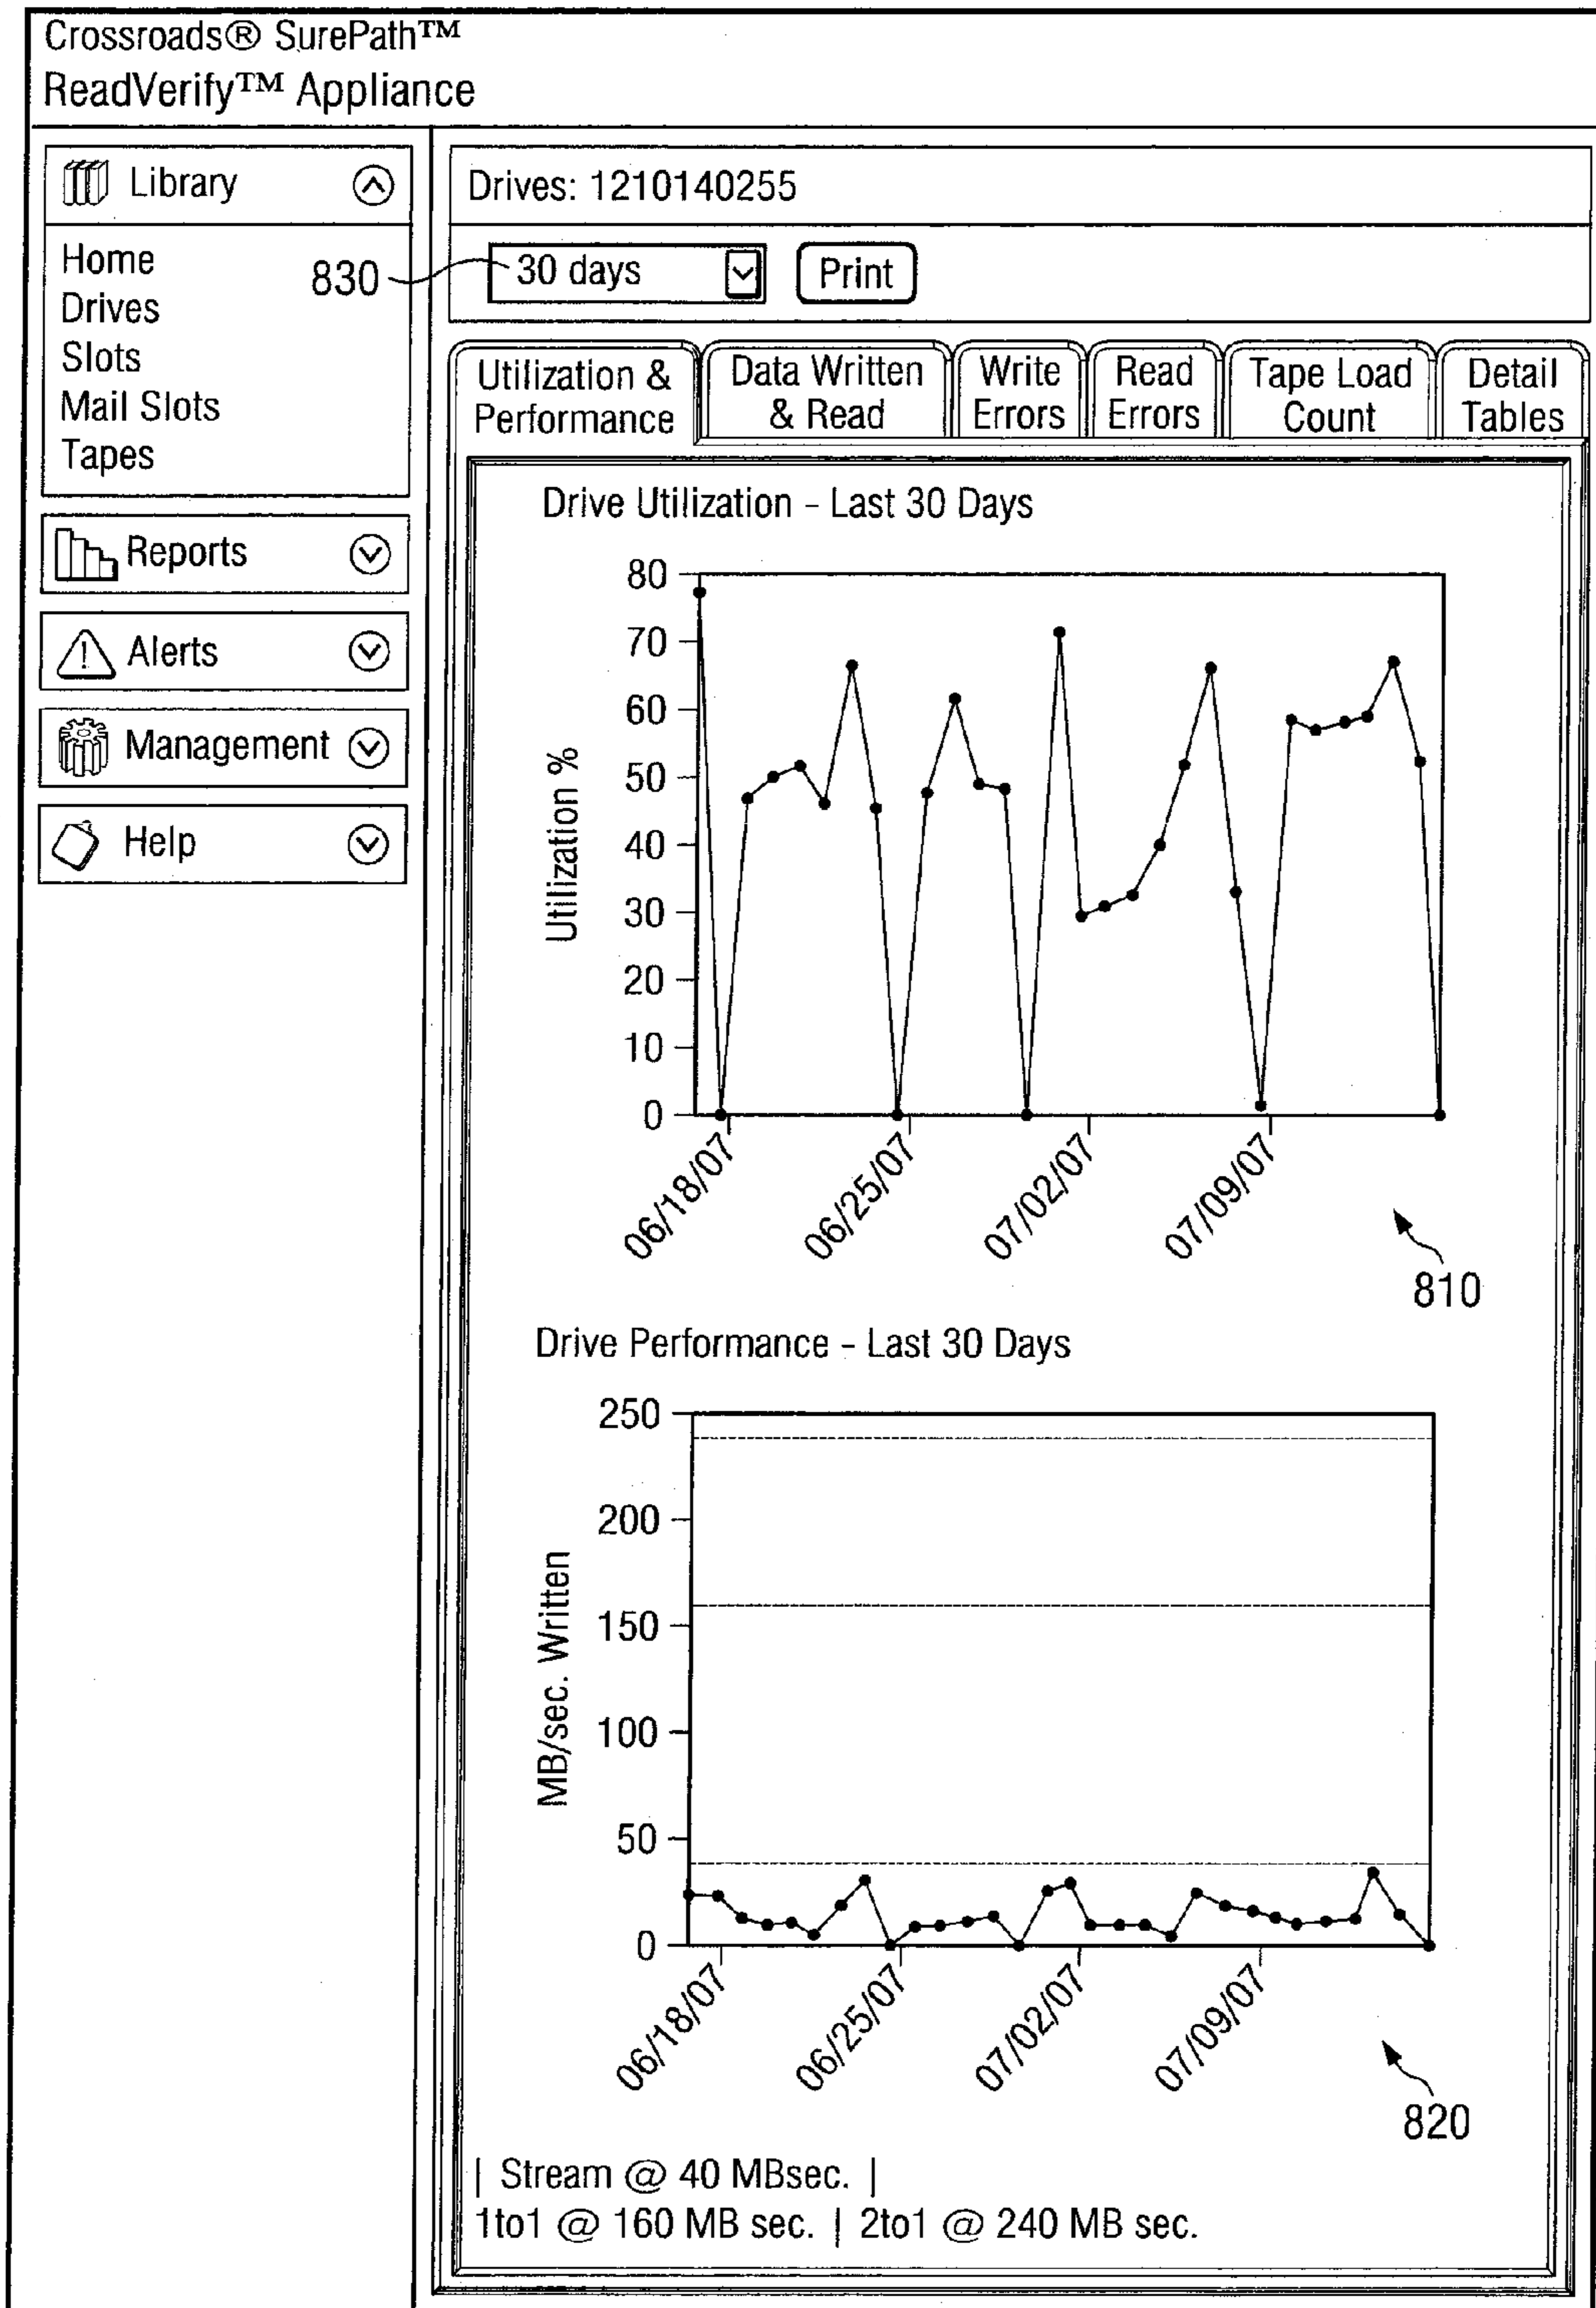 Crossroads® SurePath™
ReadVerify™ Appliance
Library
Home
Drives
Slots
Mail Slots
Tapes
Reports
Alerts
Management
Help
830
Drives: 1210140255
30 days
Print
Utilization &
Performance
Data Written
& Read
Write
Errors
Read
Errors
Tape Load
Count
Detail
Tables
Drive Utilization - Last 30 Days
Utilization %
80
70
60
50
40
30
20
10
0
06/18/07
06/25/07
07/02/07
07/09/07
810
Drive Performance - Last 30 Days
MB/sec. Written
250
200
150
100
50
0
06/18/07
06/25/07
07/02/07
07/09/07
820
| Stream @ 40 MBsec. |
1to1 @ 160 MB sec. | 2to1 @ 240 MB sec.